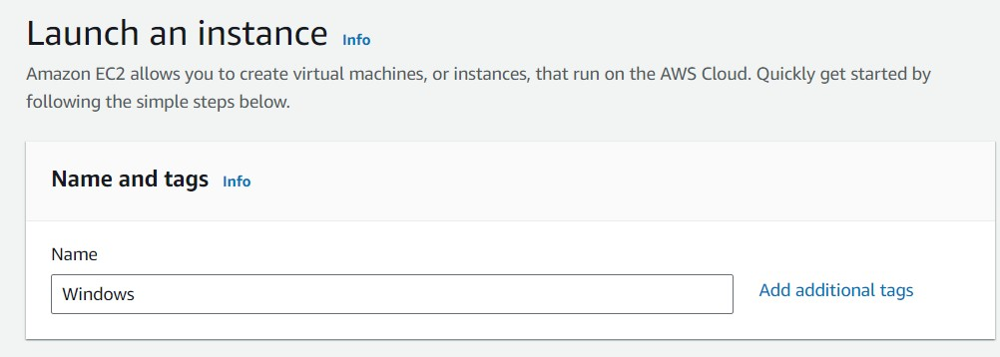 Launch an instance Info
Amazon EC2 allows you to create virtual machines, or instances, that run on the AWS Cloud. Quickly get started by
following the simple steps below.
Name and tags Info
Name
Windows
Add additional tags